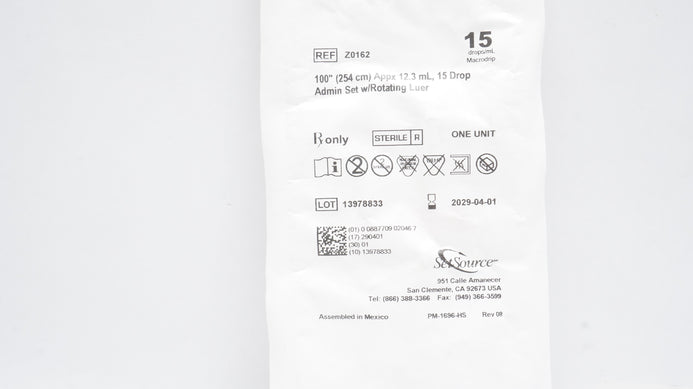 15
drops/mL
Macrodrip
REF Z0162
100" (254 cm) Appx 12.3 mL, 15 Drop
Admin Set w/Rotating Luer
Rx only
STERILE R
ONE UNIT
LOT 13978833
2029-04-01
(01) 0 0887709 02046 7
(17) 290401
(30) 01
(10) 13978833
SetSource
951 Calle Amanecer
San Clemente, CA 92673 USA
Tel: (866) 388-3366 Fax: (949) 366-3599
Assembled in Mexico
PM-1696-HS Rev 08